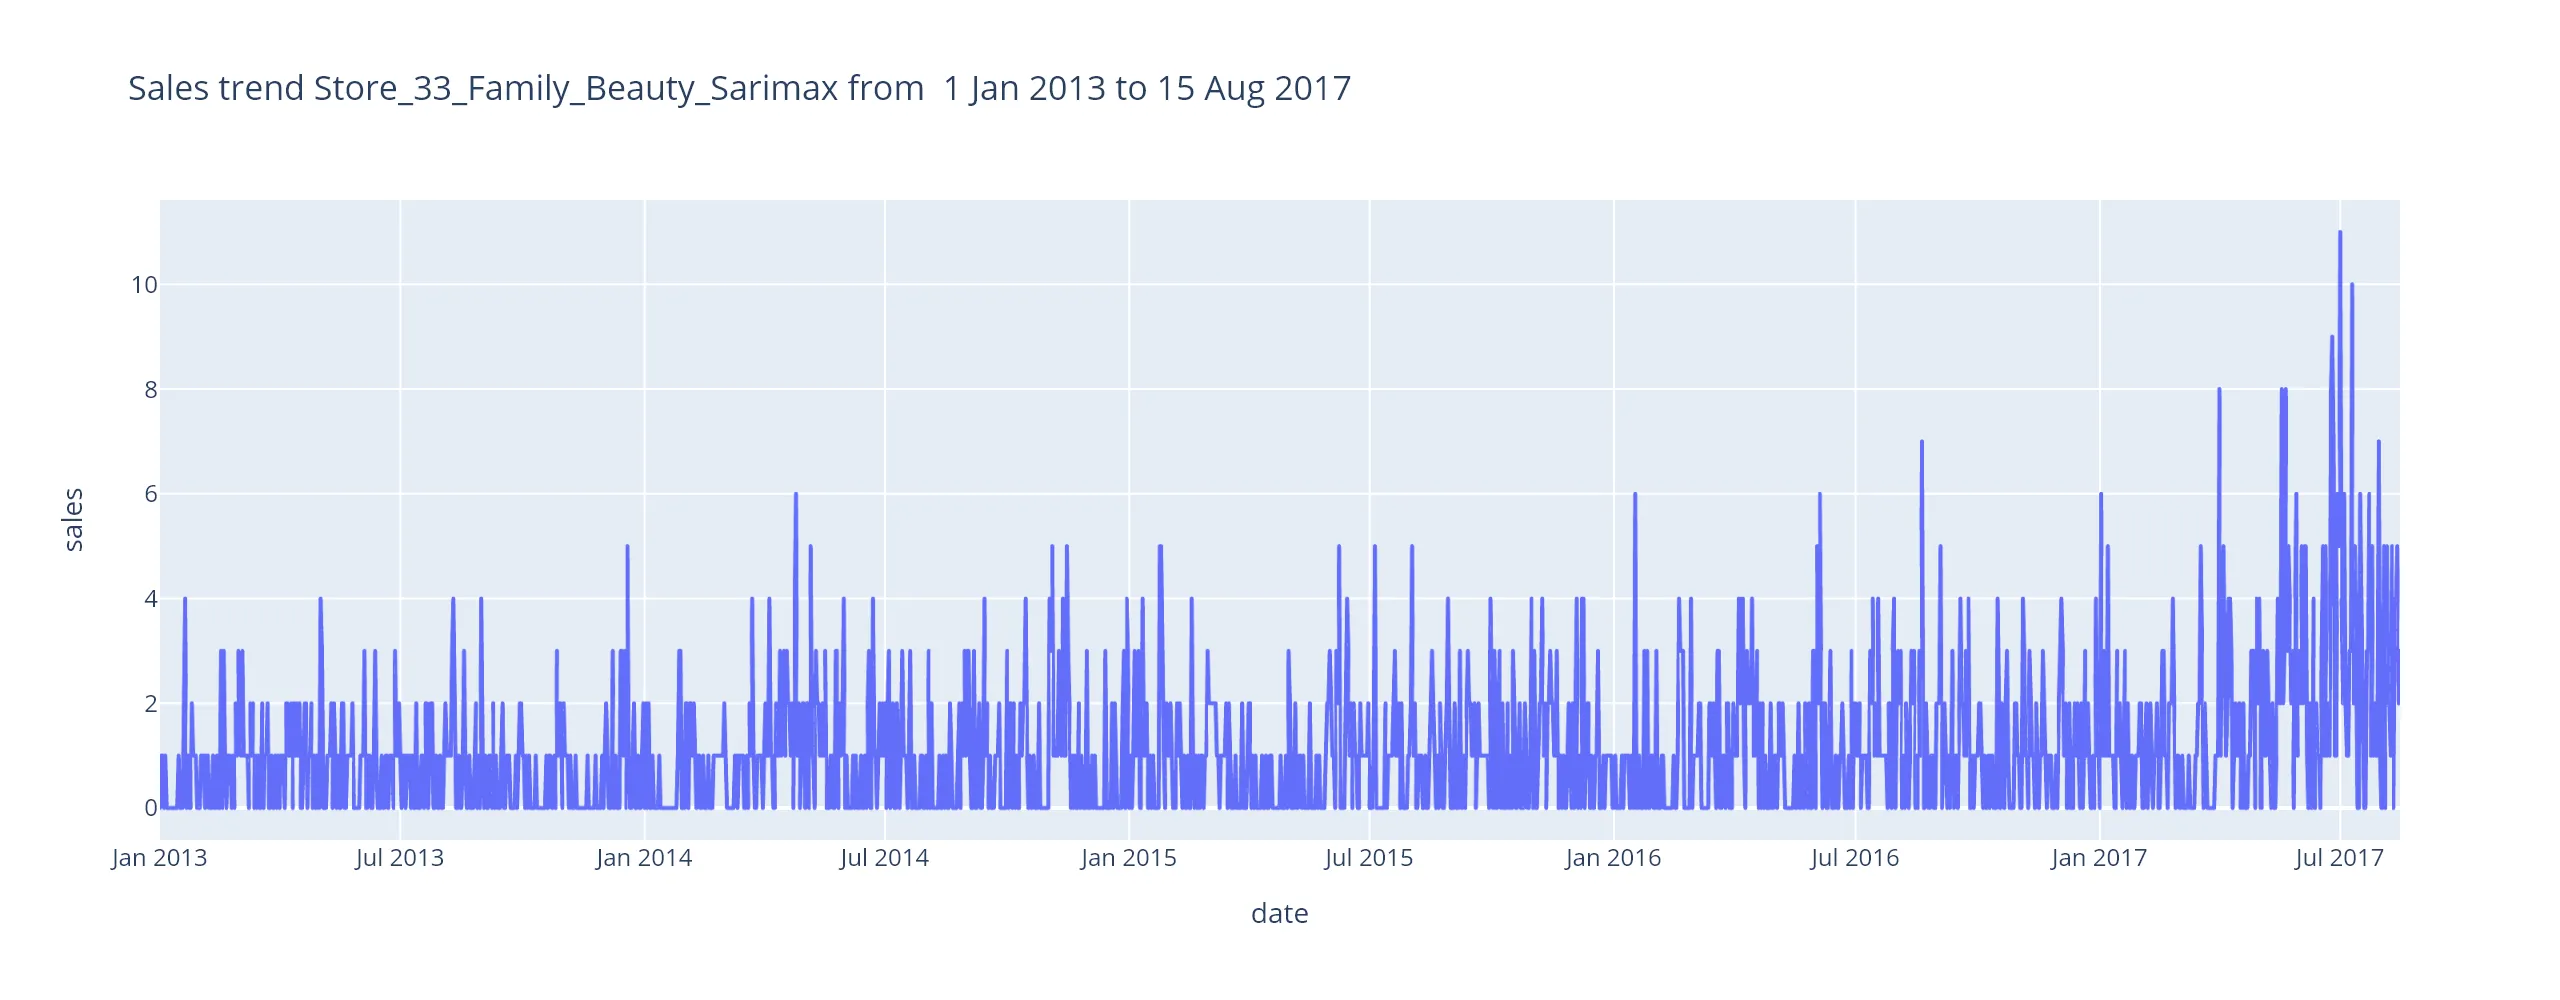 Sales trend Store_33_Family_Beauty_Sarimax from  1 Jan 2013 to 15 Aug 2017
10
8
6
4
2
0
sales
Jan 2013 Jul 2013 Jan 2014 Jul 2014 Jan 2015 Jul 2015 Jan 2016 Jul 2016 Jan 2017 Jul 2017
date